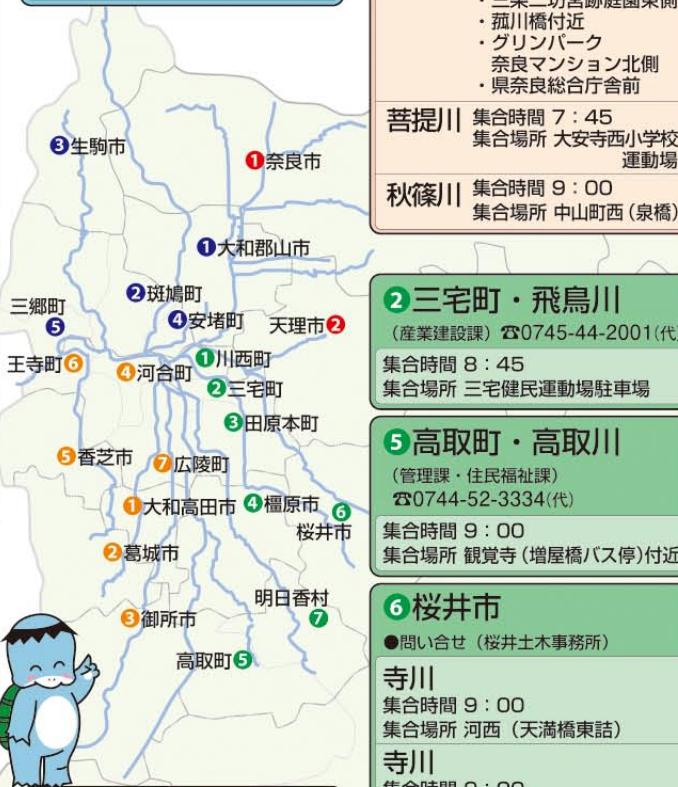 ❸生駒市
❶奈良市
❶大和郡山市
❷斑鳩町
三郷町
❺
❹安堵町
天理市❷
王寺町❻
❹河合町
❶川西町
❷三宅町
❸田原本町
❺香芝市
❼広陵町
❶大和高田市
❹橿原市
❻
桜井市
❷葛城市
明日香村
❼
❸御所市
高取町❺
・菰川橋付近
・グリンパーク
奈良マンション北側
・県奈良総合庁舎前
菩提川
集合時間 7:45
集合場所 大安寺西小学校
運動場
秋篠川
集合時間 9:00
集合場所 中山町西(泉橋)
❷三宅町・飛鳥川
(産業建設課)☎0745-44-2001(代)
集合時間 8:45
集合場所 三宅健民運動場駐車場
❺高取町・高取川
(管理課・住民福祉課)
☎0744-52-3334(代)
集合時間 9:00
集合場所 観覚寺(増屋橋バス停)付近
❻桜井市
●問い合せ(桜井土木事務所)
寺川
集合時間 9:00
集合場所 河西(天満橋東詰)
寺川